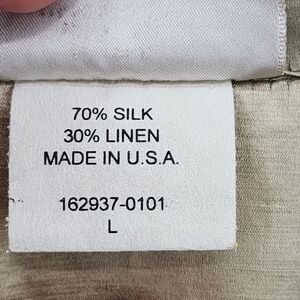 70% SILK
30% LINEN
MADE IN U.S.A.
162937-0101
L